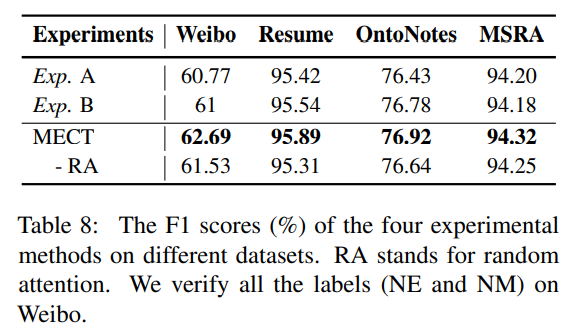 Experiments Weibo Resume OntoNotes MSRA
Exp. A 60.77 95.42 76.43 94.20
Exp. B 61 95.54 76.78 94.18
MECT 62.69 95.89 76.92 94.32
- RA 61.53 95.31 76.64 94.25
Table 8: The F1 scores (%) of the four experimental
methods on different datasets. RA stands for random
attention. We verify all the labels (NE and NM) on
Weibo.